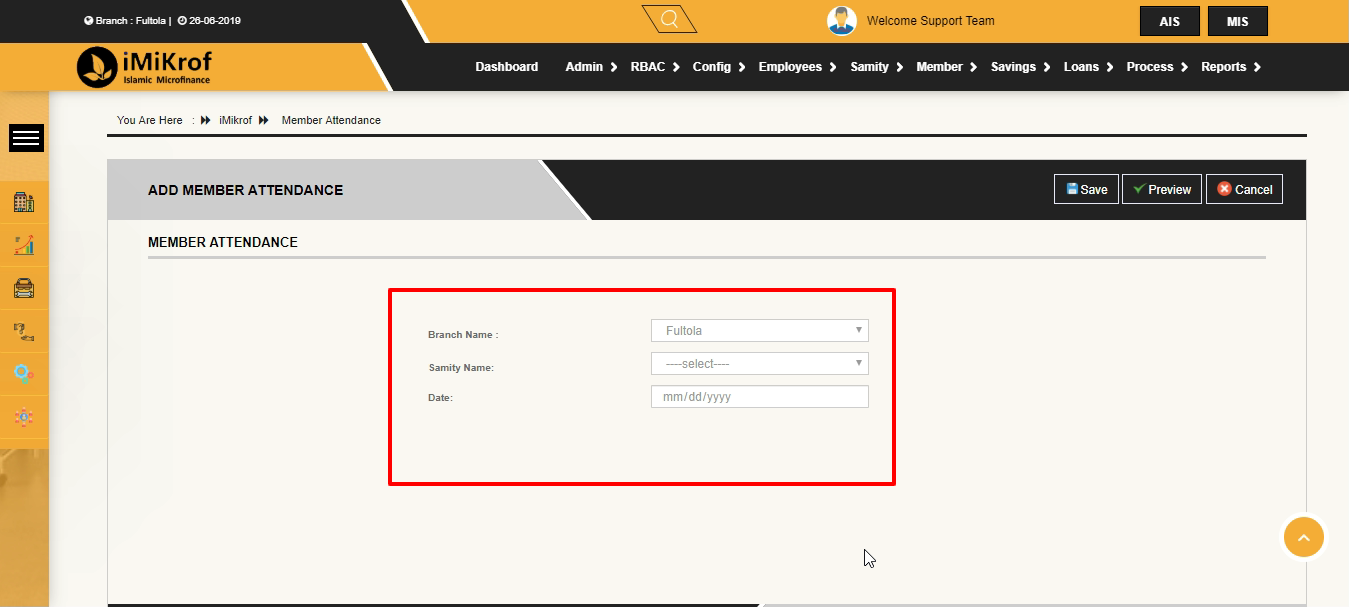 Branch : Fultola | 26-06-2019
Welcome Support Team
AIS
MIS
iMiKrof
Islamic Microfinance
Dashboard Admin RBAC Config Employees Samity Member Savings Loans Process Reports
You Are Here : iMikrof Member Attendance
ADD MEMBER ATTENDANCE
Save Preview Cancel
MEMBER ATTENDANCE
Branch Name : Fultola
Samity Name: ----select----
Date: mm/dd/yyyy